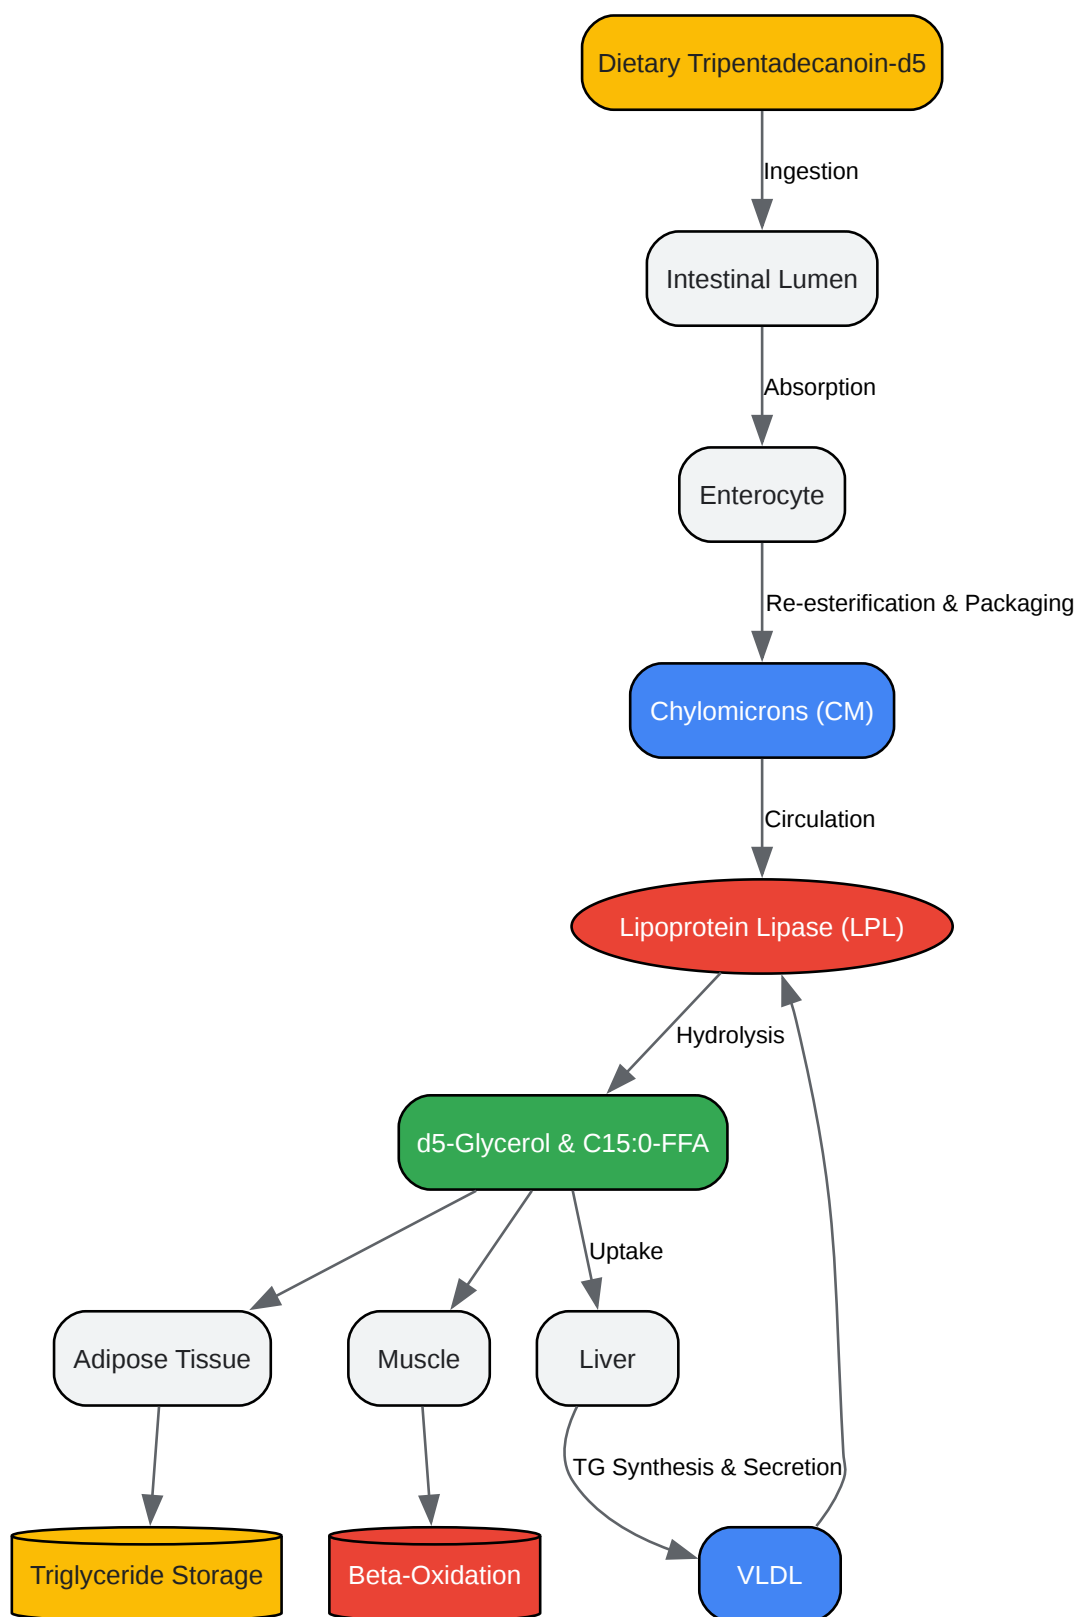 Dietary Tripentadecanoin-d5
Ingestion
Intestinal Lumen
Absorption
Enterocyte
Re-esterification & Packaging
Chylomicrons (CM)
Circulation
Lipoprotein Lipase (LPL)
Hydrolysis
d5-Glycerol & C15:0-FFA
Uptake
Adipose Tissue
Muscle
Liver
TG Synthesis & Secretion
Triglyceride Storage
Beta-Oxidation
VLDL